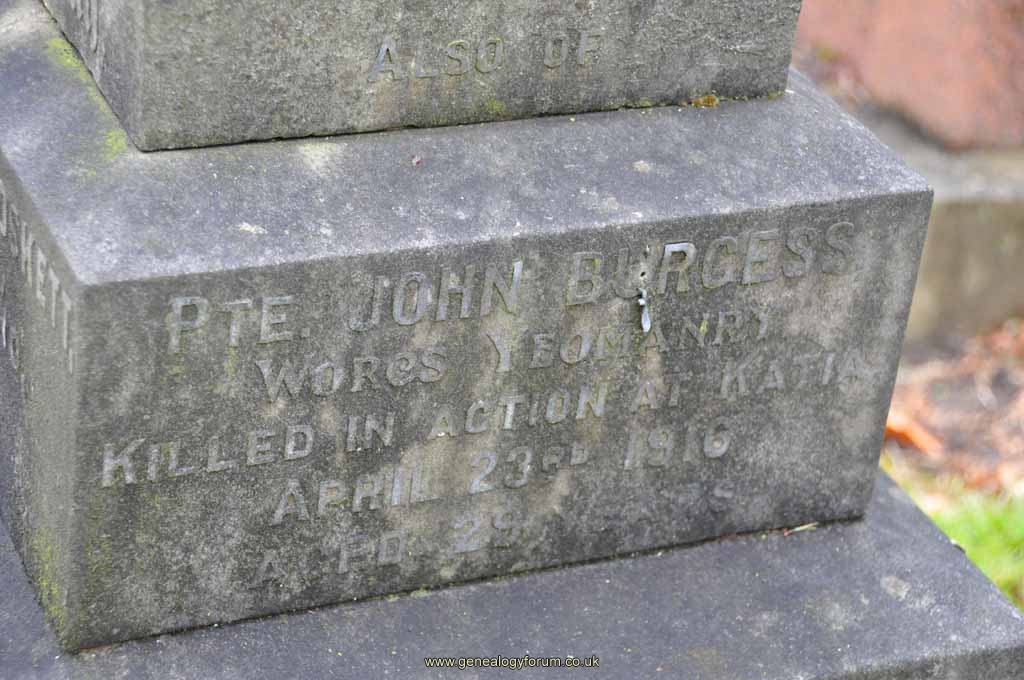 ALSO OF
PTE. JOHN BURGESS
WORCS YEOMANRY
KILLED IN ACTION AT KATIA
APRIL 23RD 1916
www.genealogyforum.co.uk